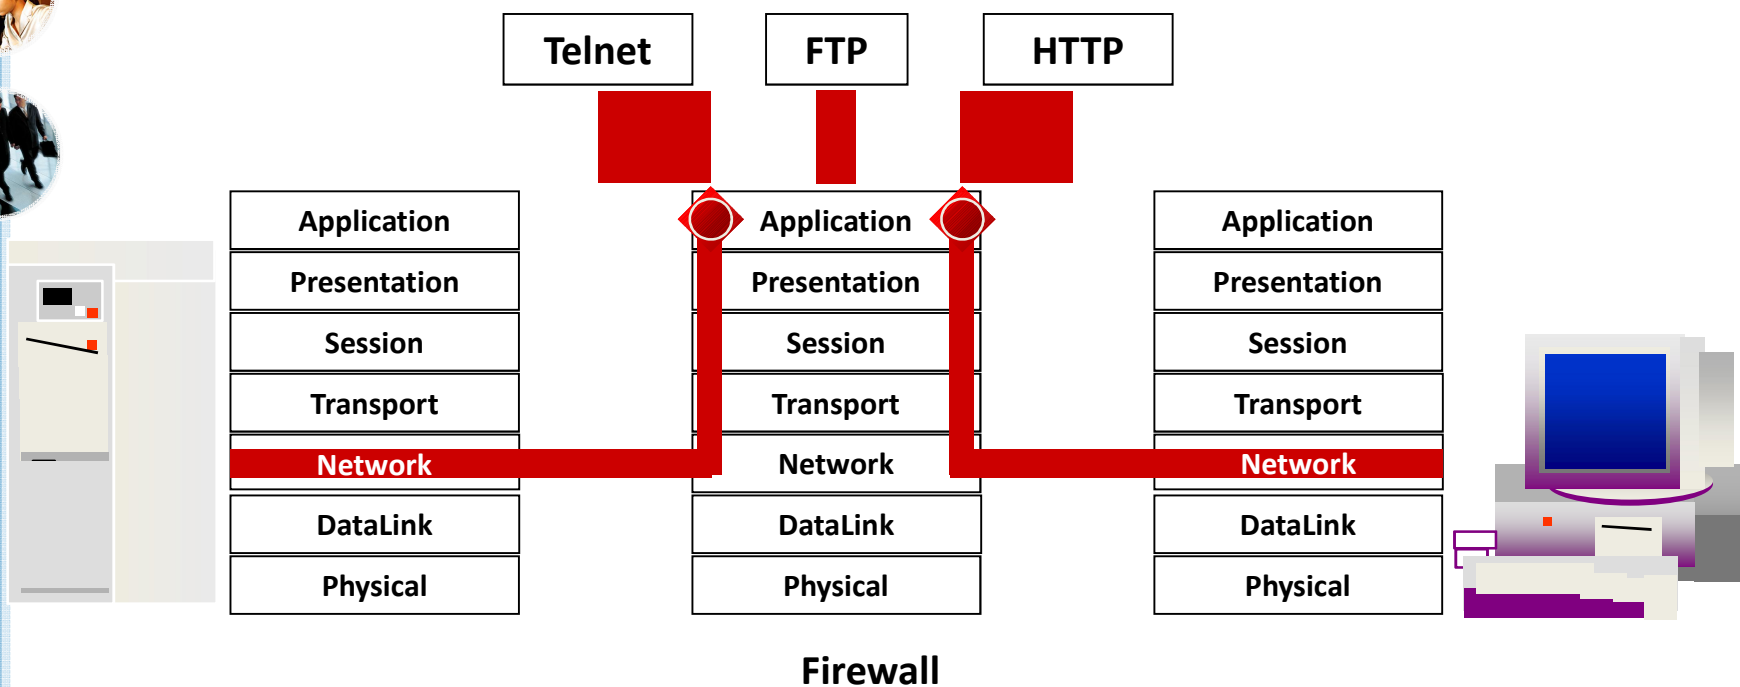 Telnet FTP HTTP
Application Application Application
Presentation Presentation Presentation
Session Session Session
Transport Transport Transport
Network Network Network
DataLink DataLink DataLink
Physical Physical Physical
Firewall